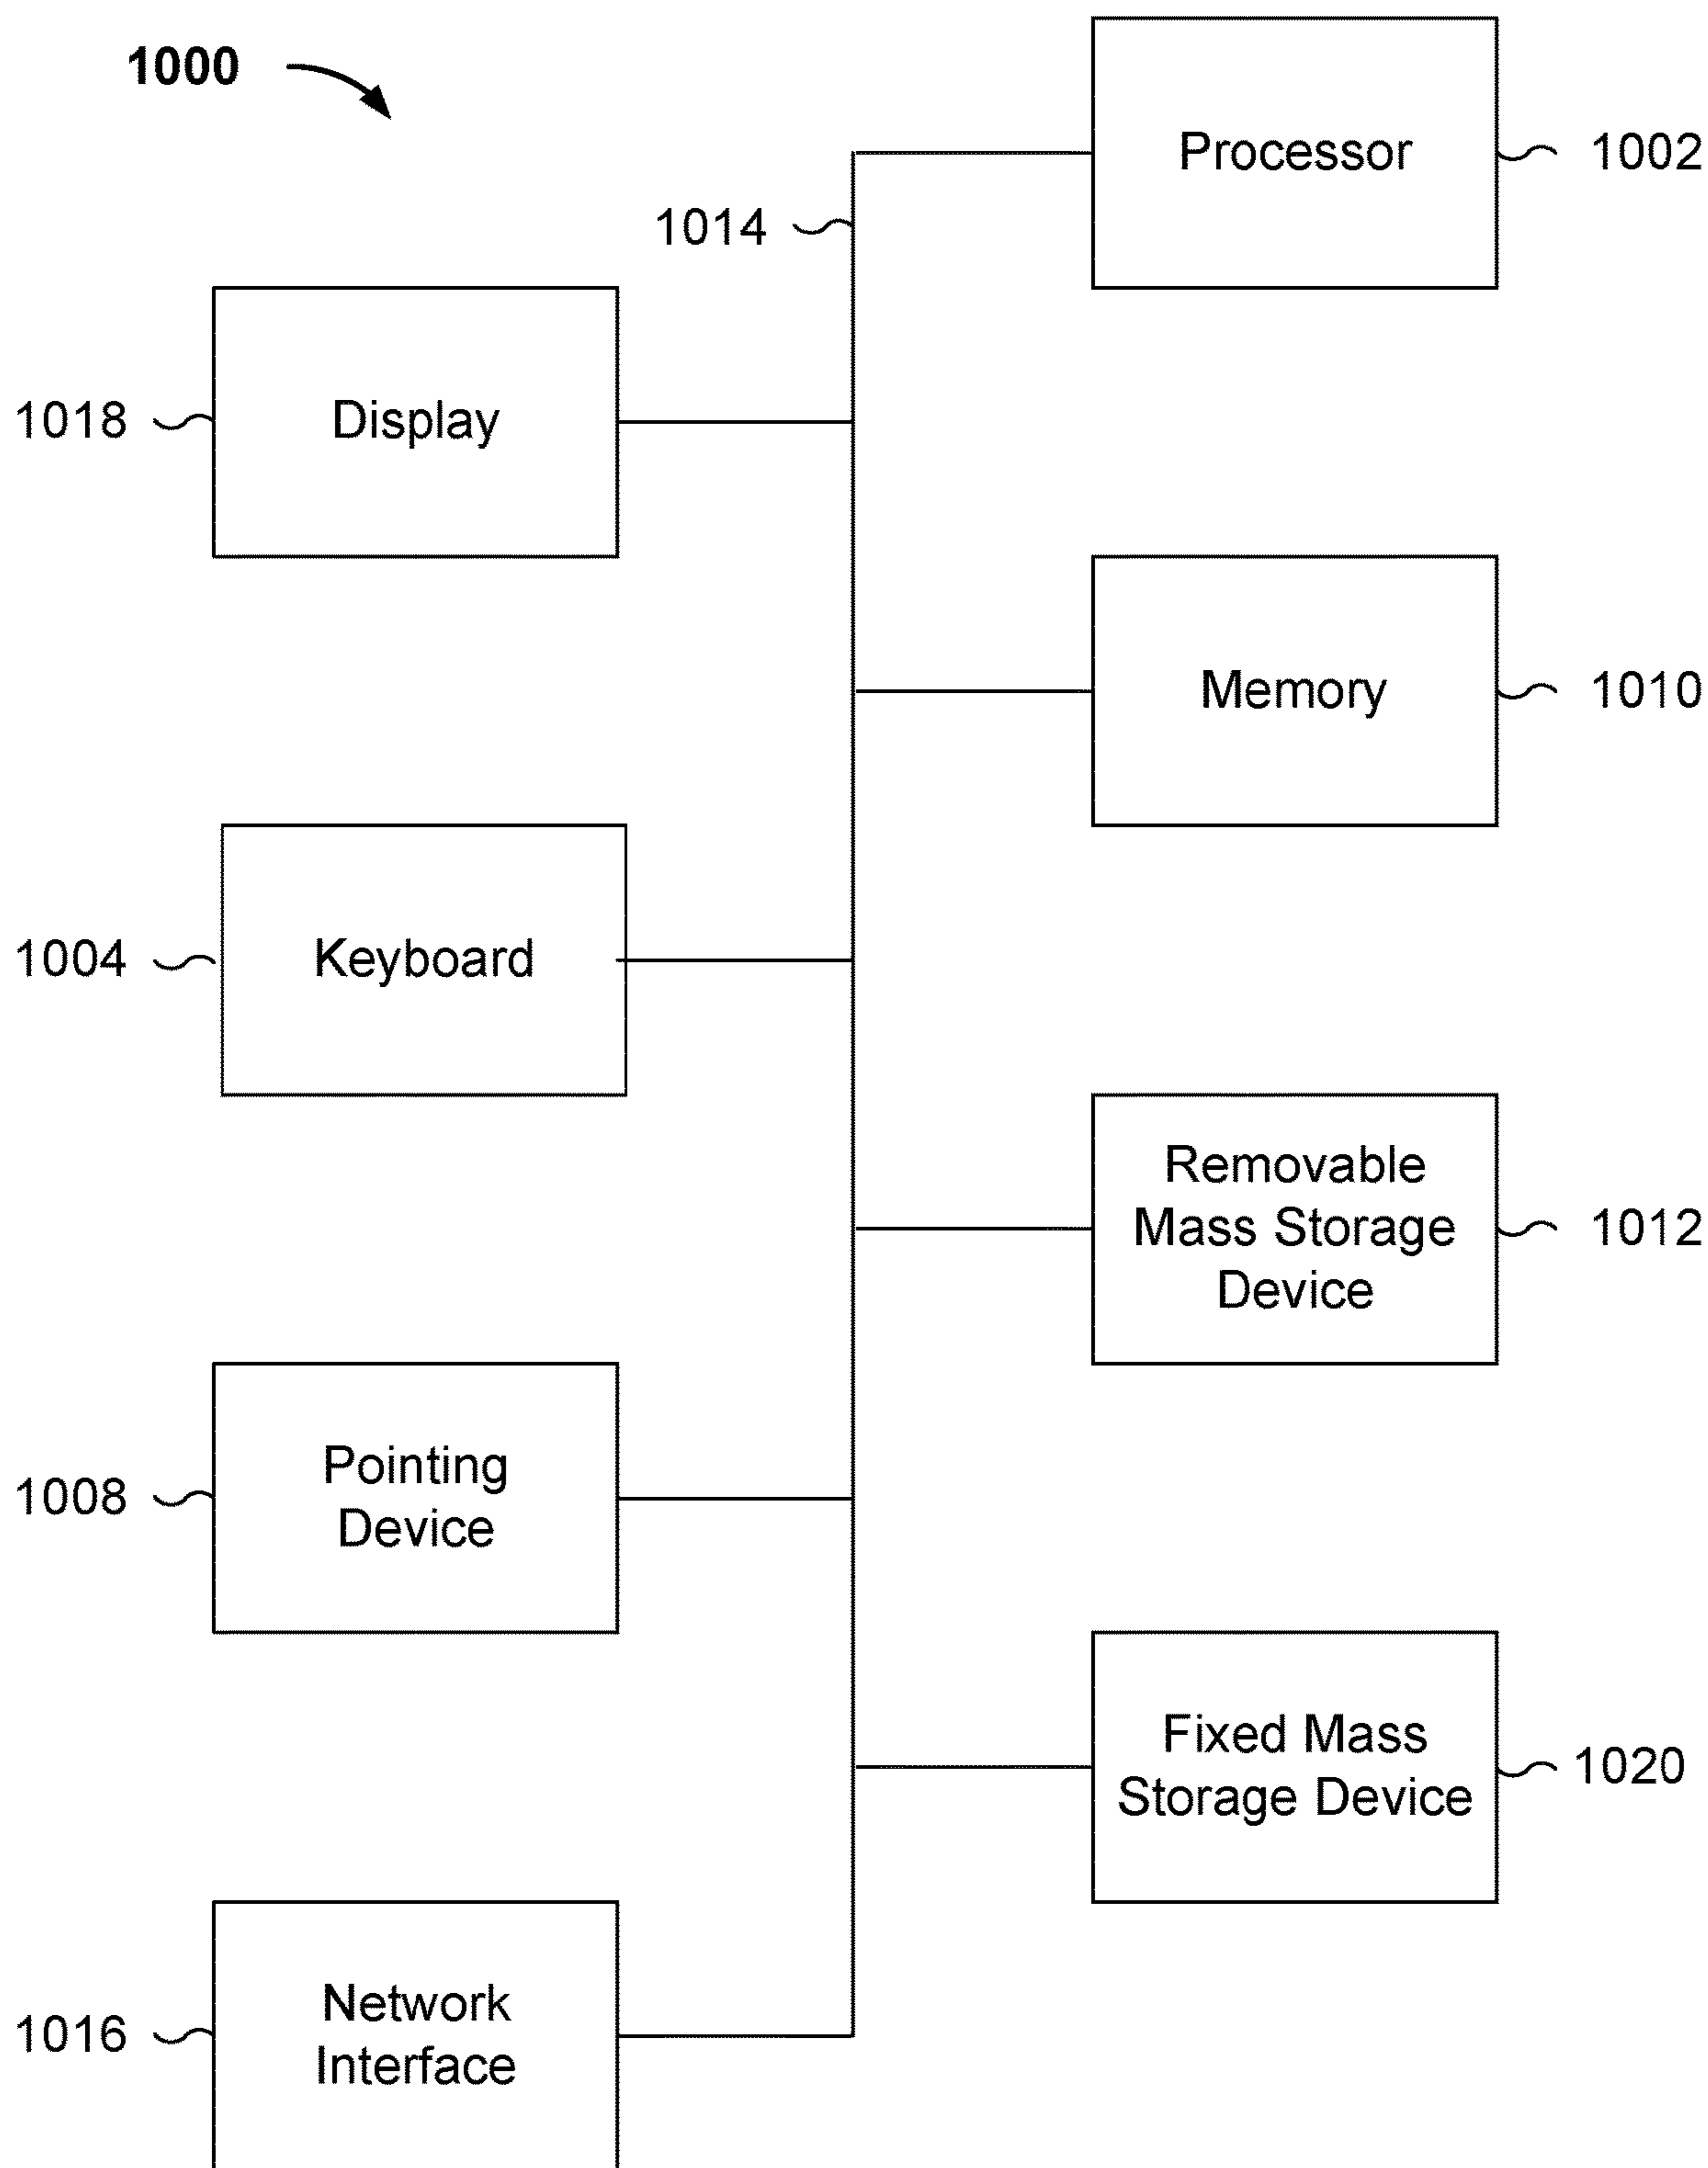 1000
Processor
1002
1014
1018
Display
Memory
1010
1004
Keyboard
Removable
Mass Storage
Device
1012
1008
Pointing
Device
Fixed Mass
Storage Device
1020
1016
Network
Interface